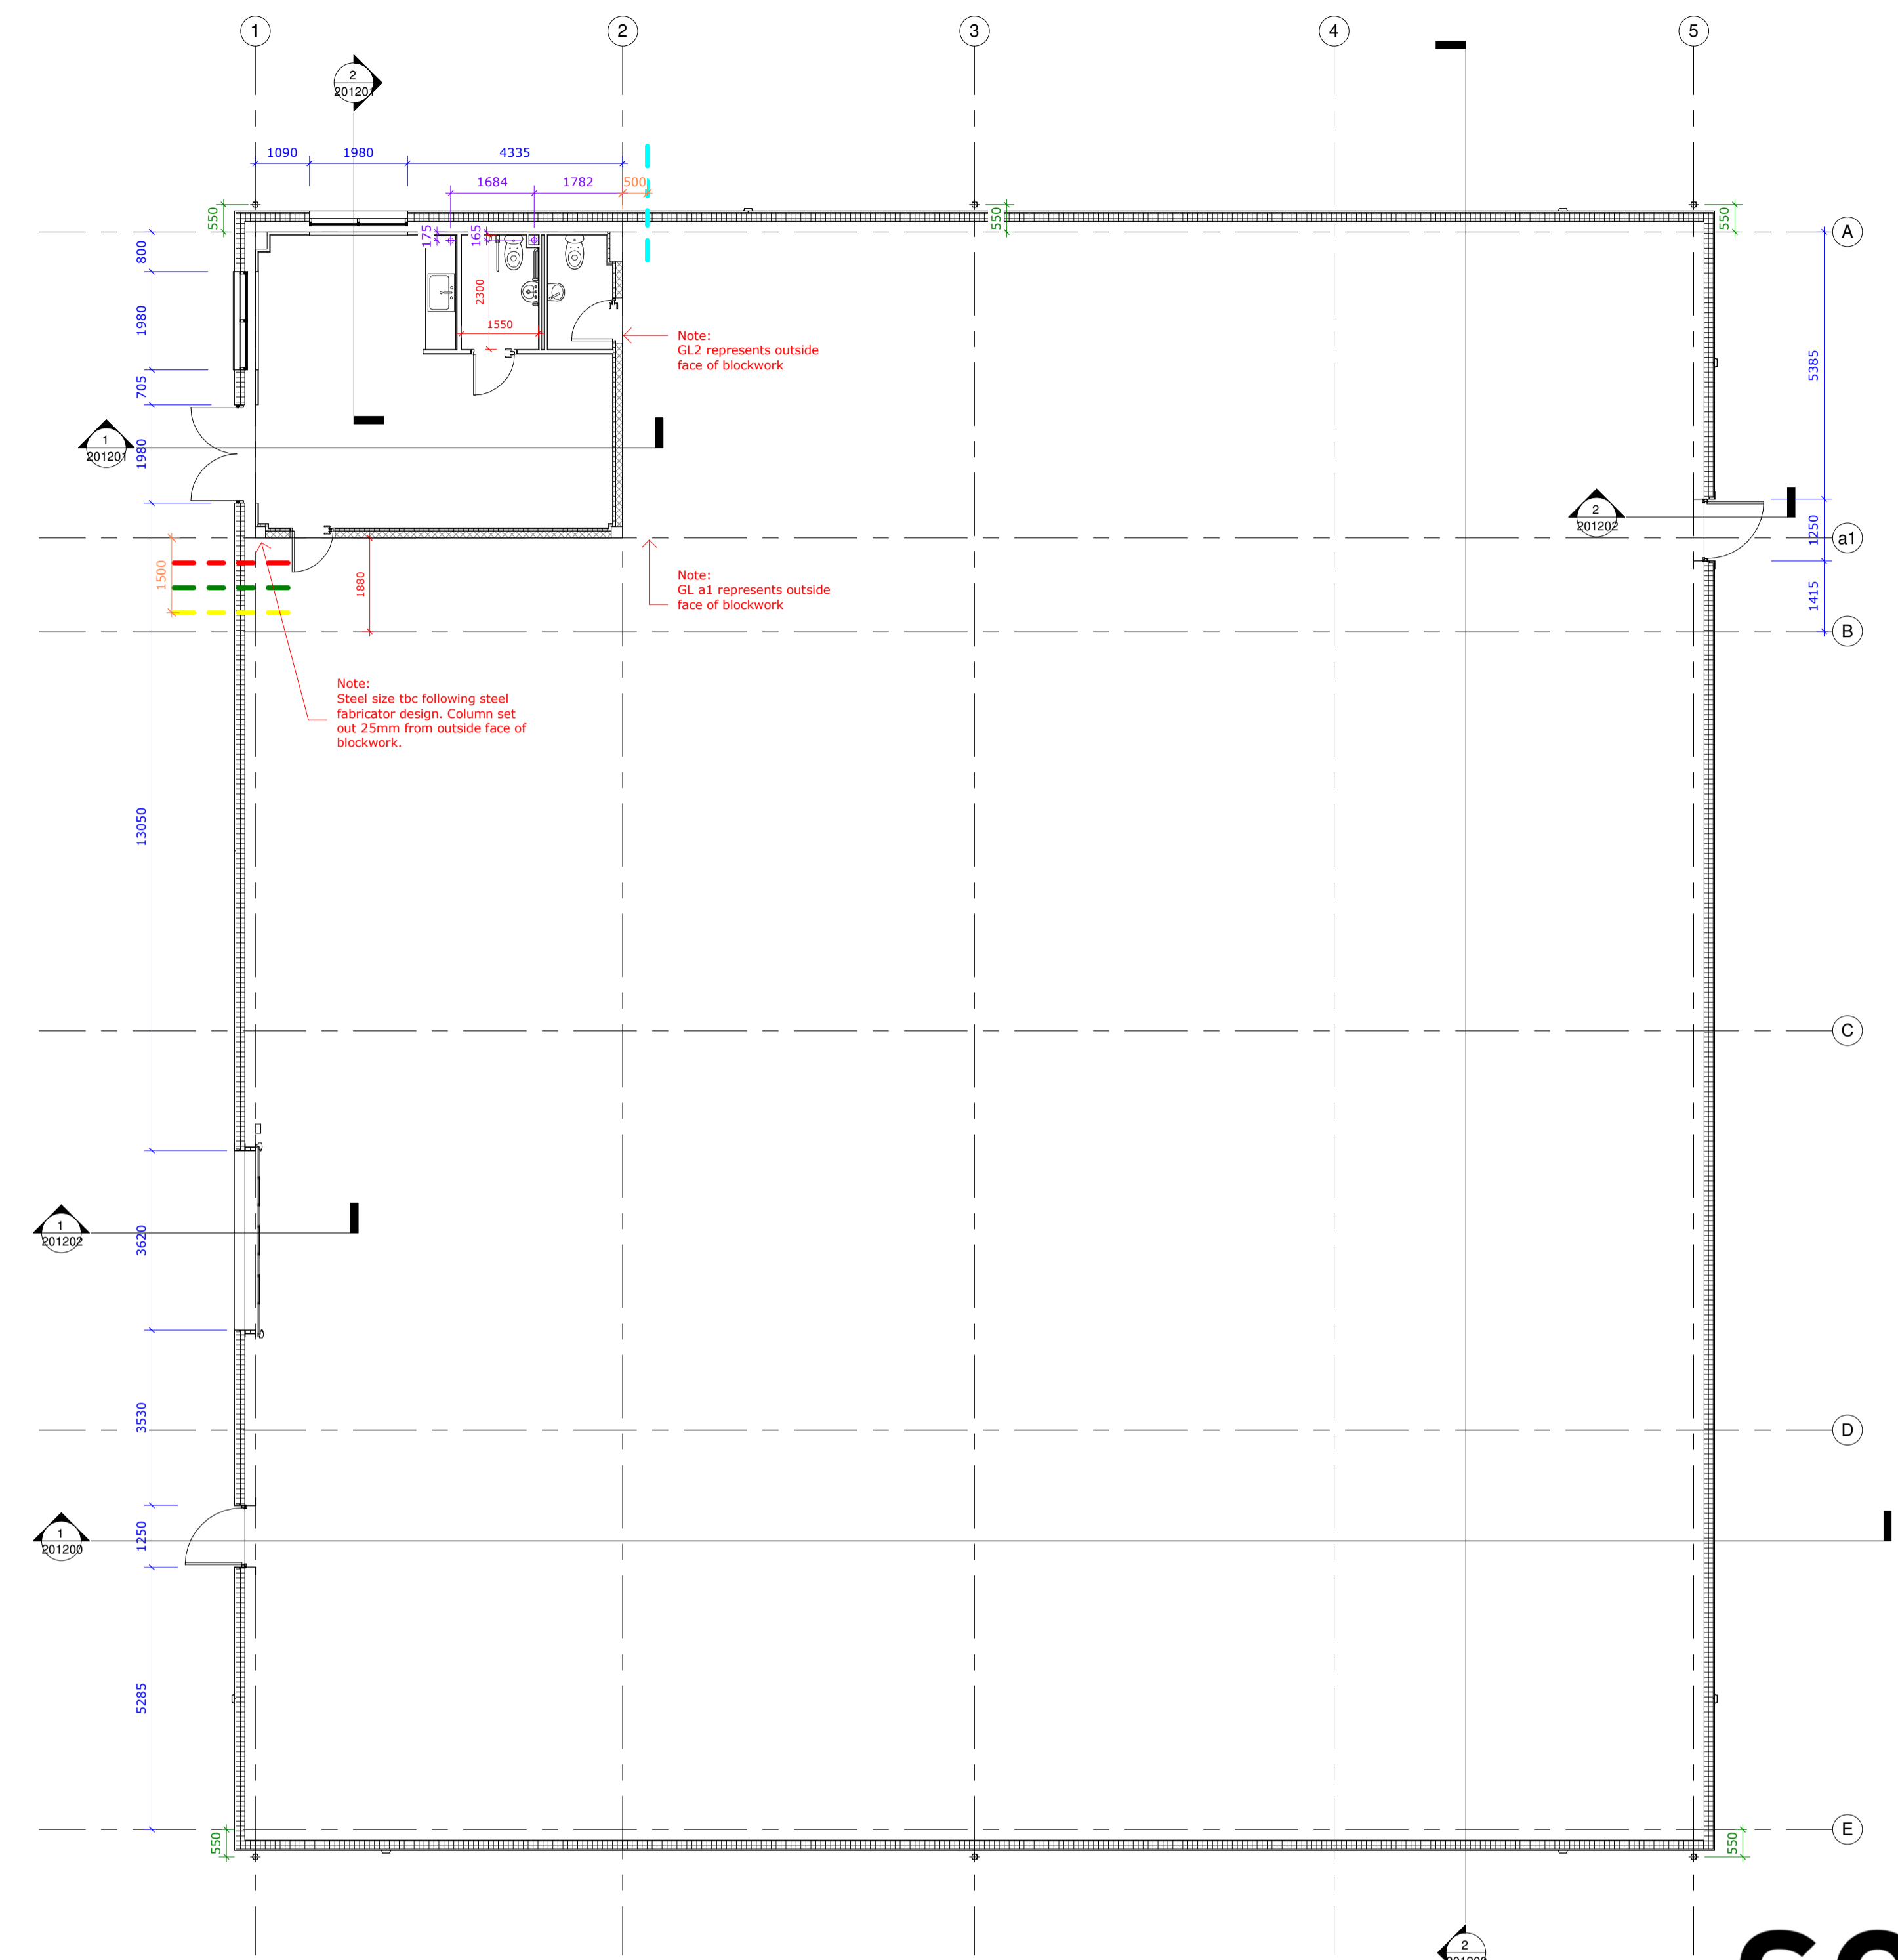 1
2
3
4
5
2
201201
1090
1980
4335
1684
1782
500
550
550
550
A
800
175
165
1980
2300
1550
Note:
GL2 represents outside
face of blockwork
5385
705
1
201201
1980
2
201202
1250
a1
1500
1880
Note:
GL a1 represents outside
face of blockwork
1415
B
Note:
Steel size tbc following steel
fabricator design. Column set
out 25mm from outside face of
blockwork.
13050
C
1
201202
3620
3530
D
1
201200
1250
5285
E
550
550
2